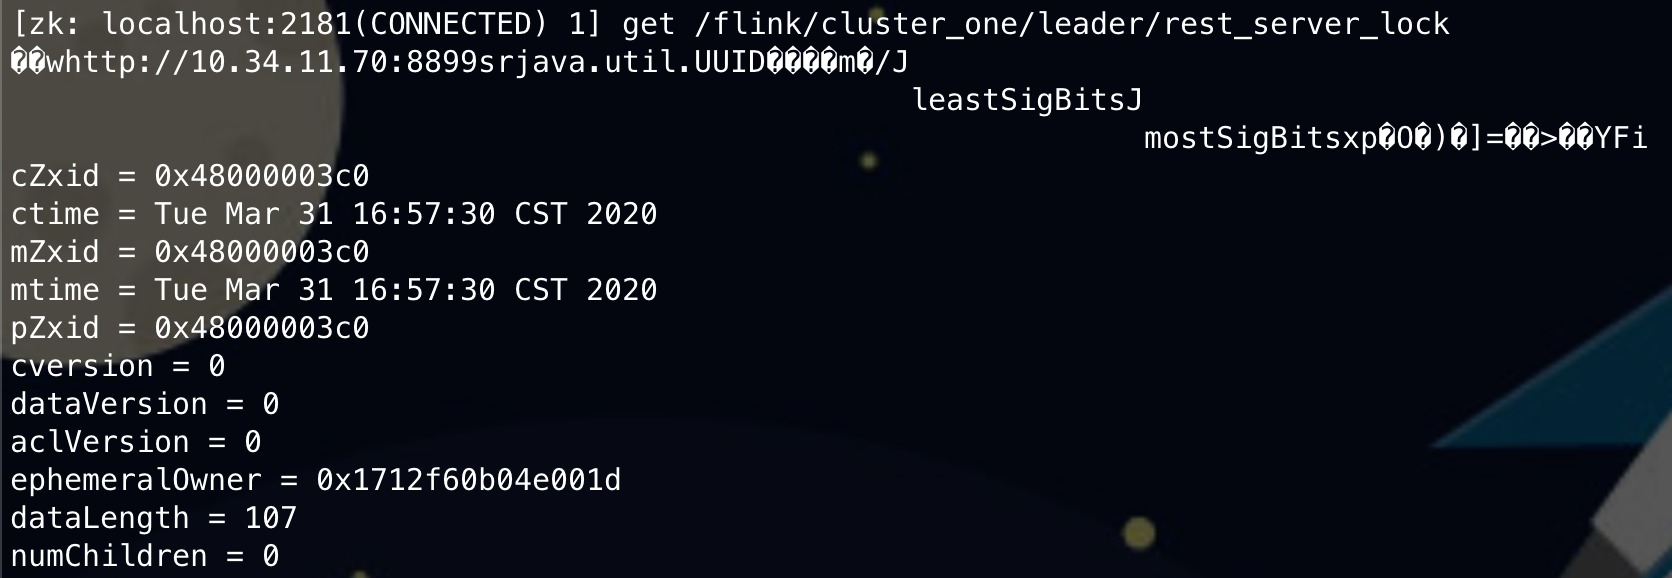 [zk: localhost:2181(CONNECTED) 1] get /flink/cluster_one/leader/rest_server_lock
��whttp://10.34.11.70:8899srjava.util.UUID����m�/J
leastSigBitsJ
mostSigBitsxp�O�)�]=��>��YFi
cZxid = 0x48000003c0
ctime = Tue Mar 31 16:57:30 CST 2020
mZxid = 0x48000003c0
mtime = Tue Mar 31 16:57:30 CST 2020
pZxid = 0x48000003c0
cversion = 0
dataVersion = 0
aclVersion = 0
ephemeralOwner = 0x1712f60b04e001d
dataLength = 107
numChildren = 0